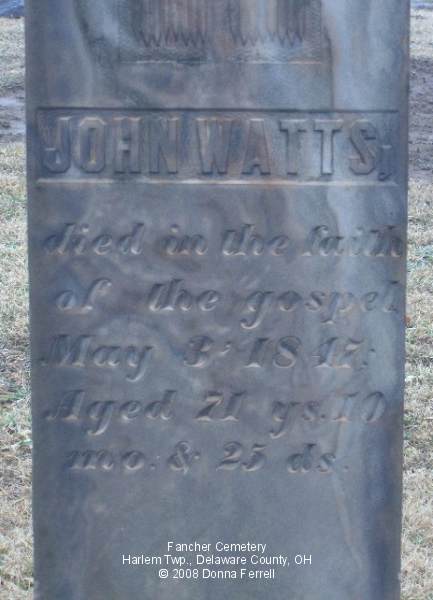 JOHN WATTS,
died in the faith
of the gospel
May 3, 1847,
Aged 71 ys. 10
mo. & 25 ds.
Fancher Cemetery
Harlem Twp., Delaware County, OH
© 2008 Donna Ferrell